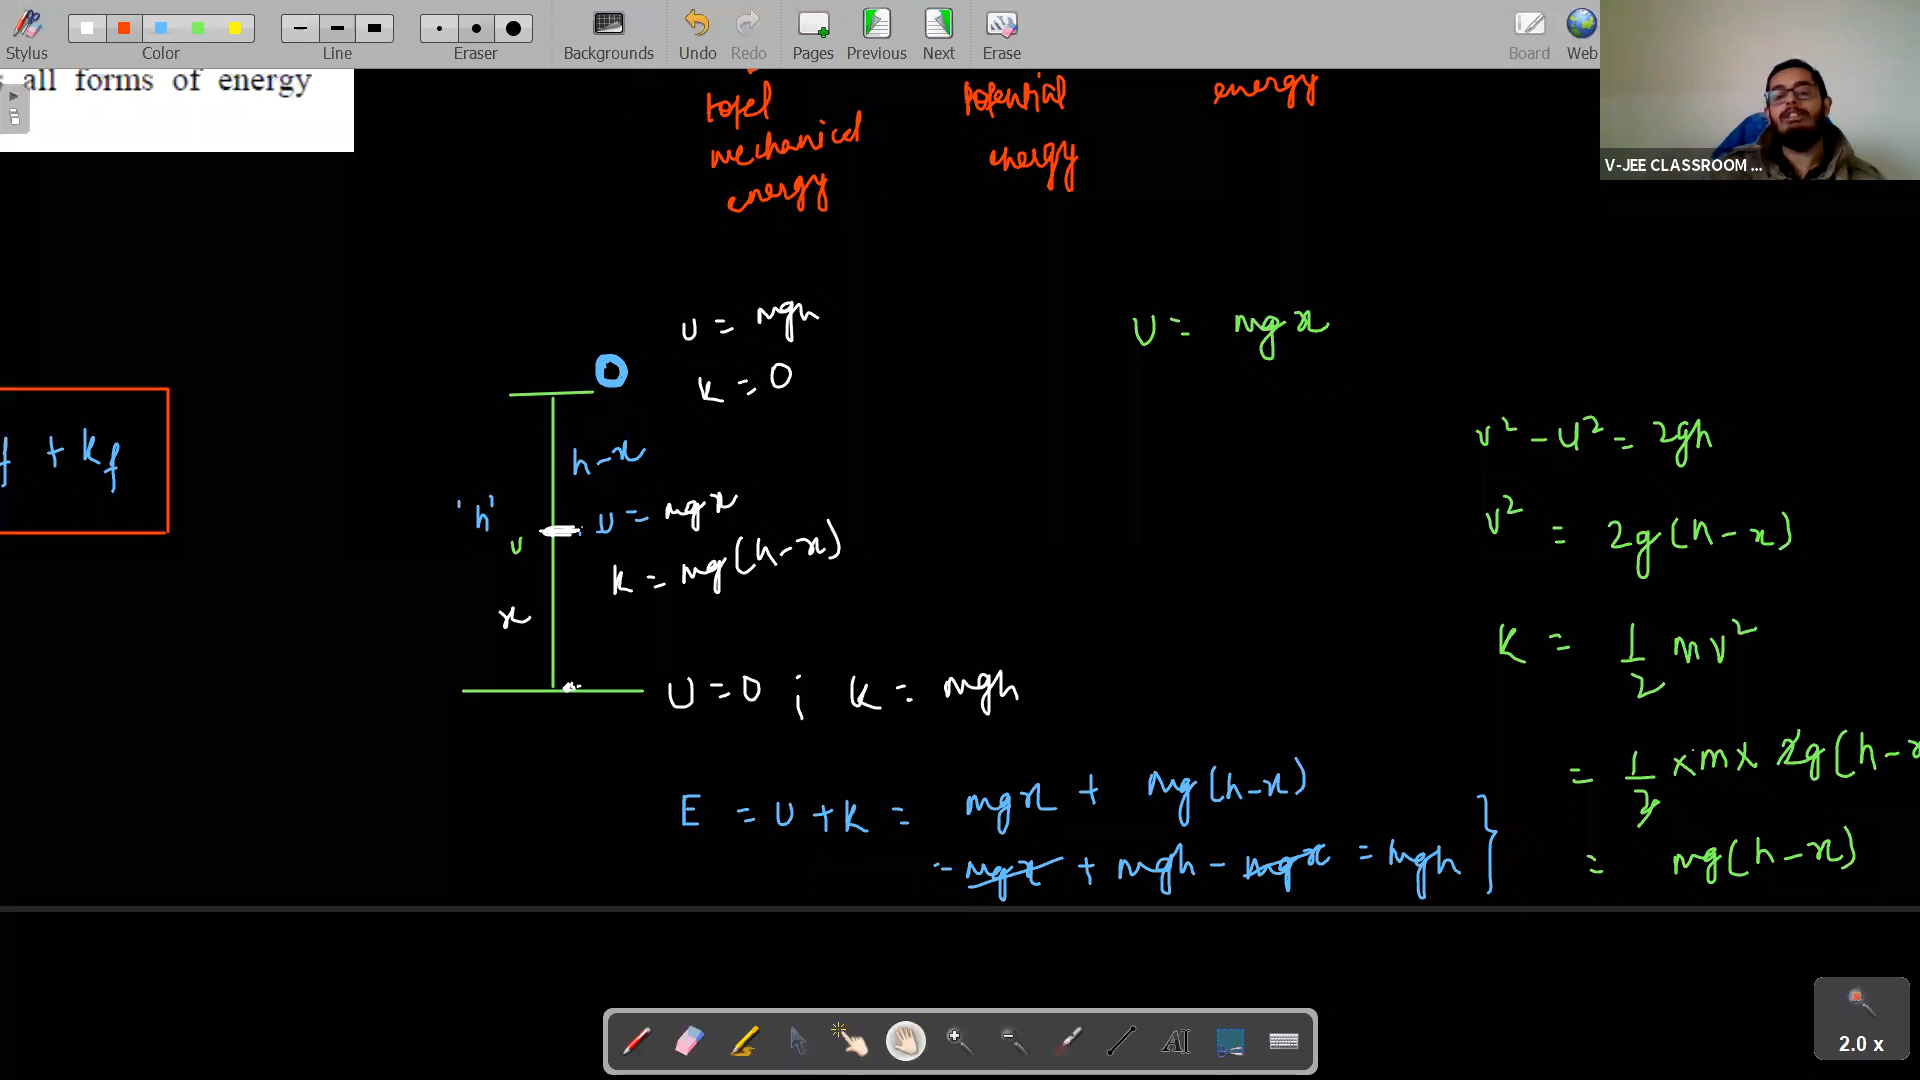 Stylus
Color
Line
Eraser
Backgrounds
Undo
Redo
Pages
Previous
Next
Erase
Board
Web
all forms of energy
V-JEE CLASSROOM ...
total
mechanical
energy
potential
energy
energy
U = mgh
K = 0
U = mgx
h-x
'h'
U = mgx
v
K = mg(h-x)
x
f + Kf
U = 0 ; K = mgh
E = U + K = mgx + mg(h-x)
= mgx + mgh - mgx = mgh
v² - u² = 2gh
v² = 2g(h-x)
K = 1/2 mv²
= 1/2 x m x 2g(h-x
= mg(h-x)
2.0 x